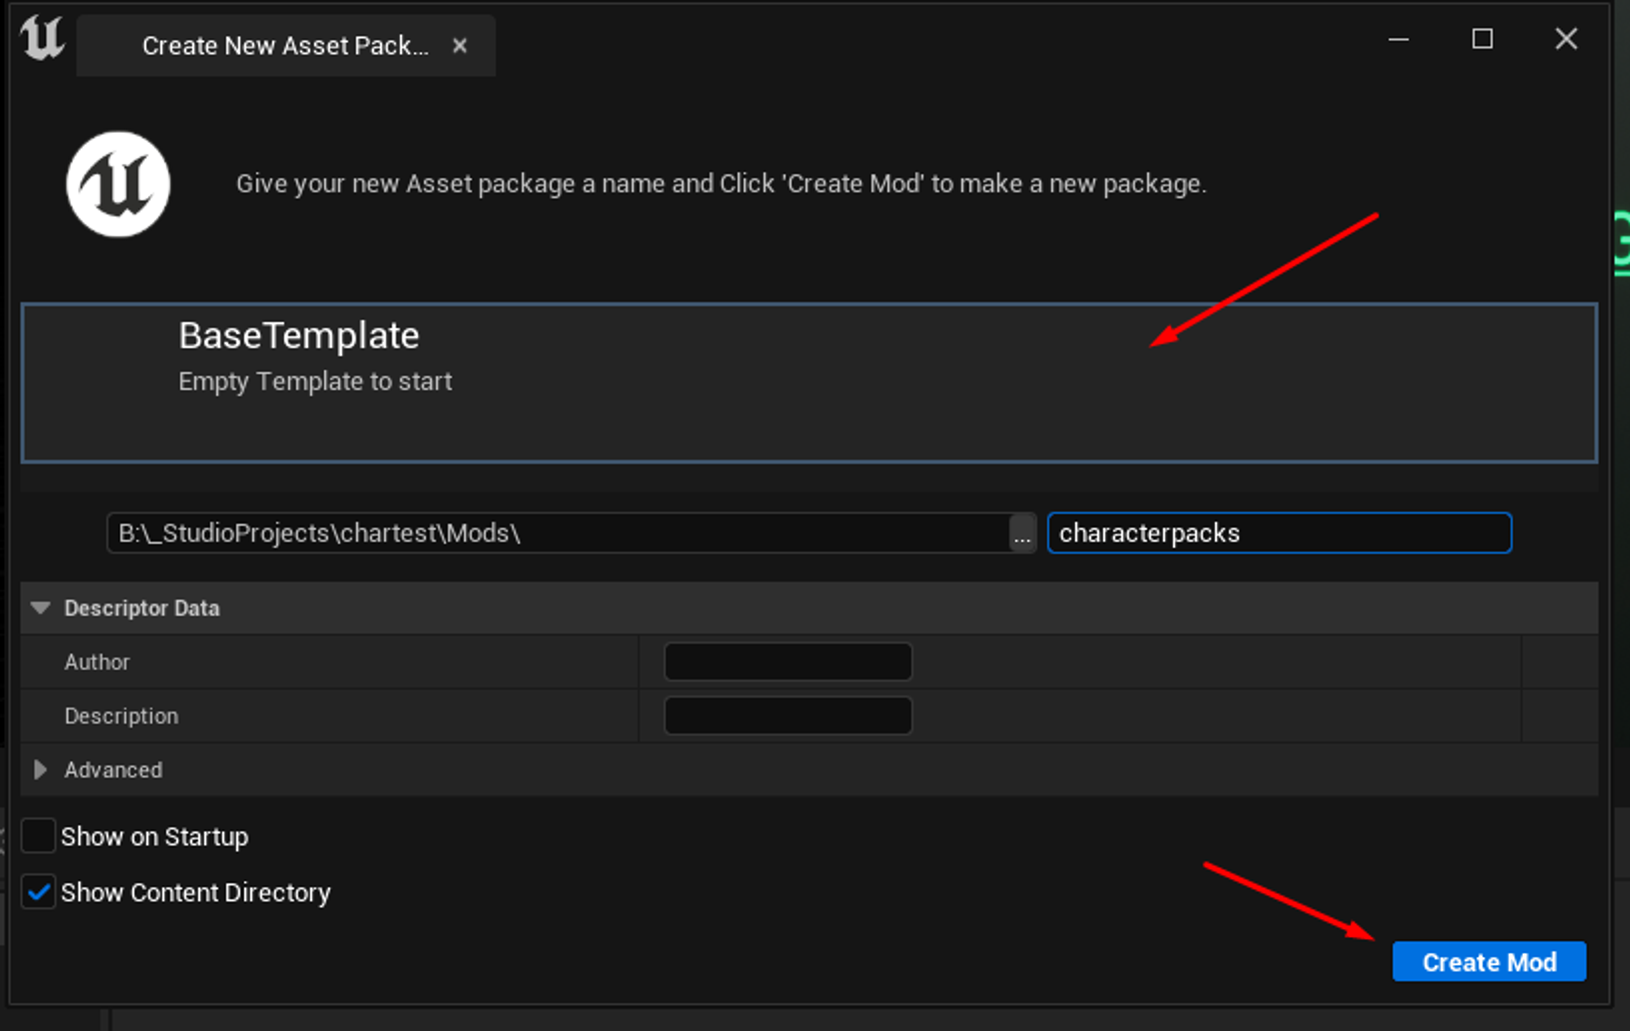 Create New Asset Pack...
Give your new Asset package a name and Click 'Create Mod' to make a new package.
BaseTemplate
Empty Template to start
B:\_StudioProjects\chartest\Mods\
...
characterpacks
Descriptor Data
Author
Description
Advanced
Show on Startup
Show Content Directory
Create Mod